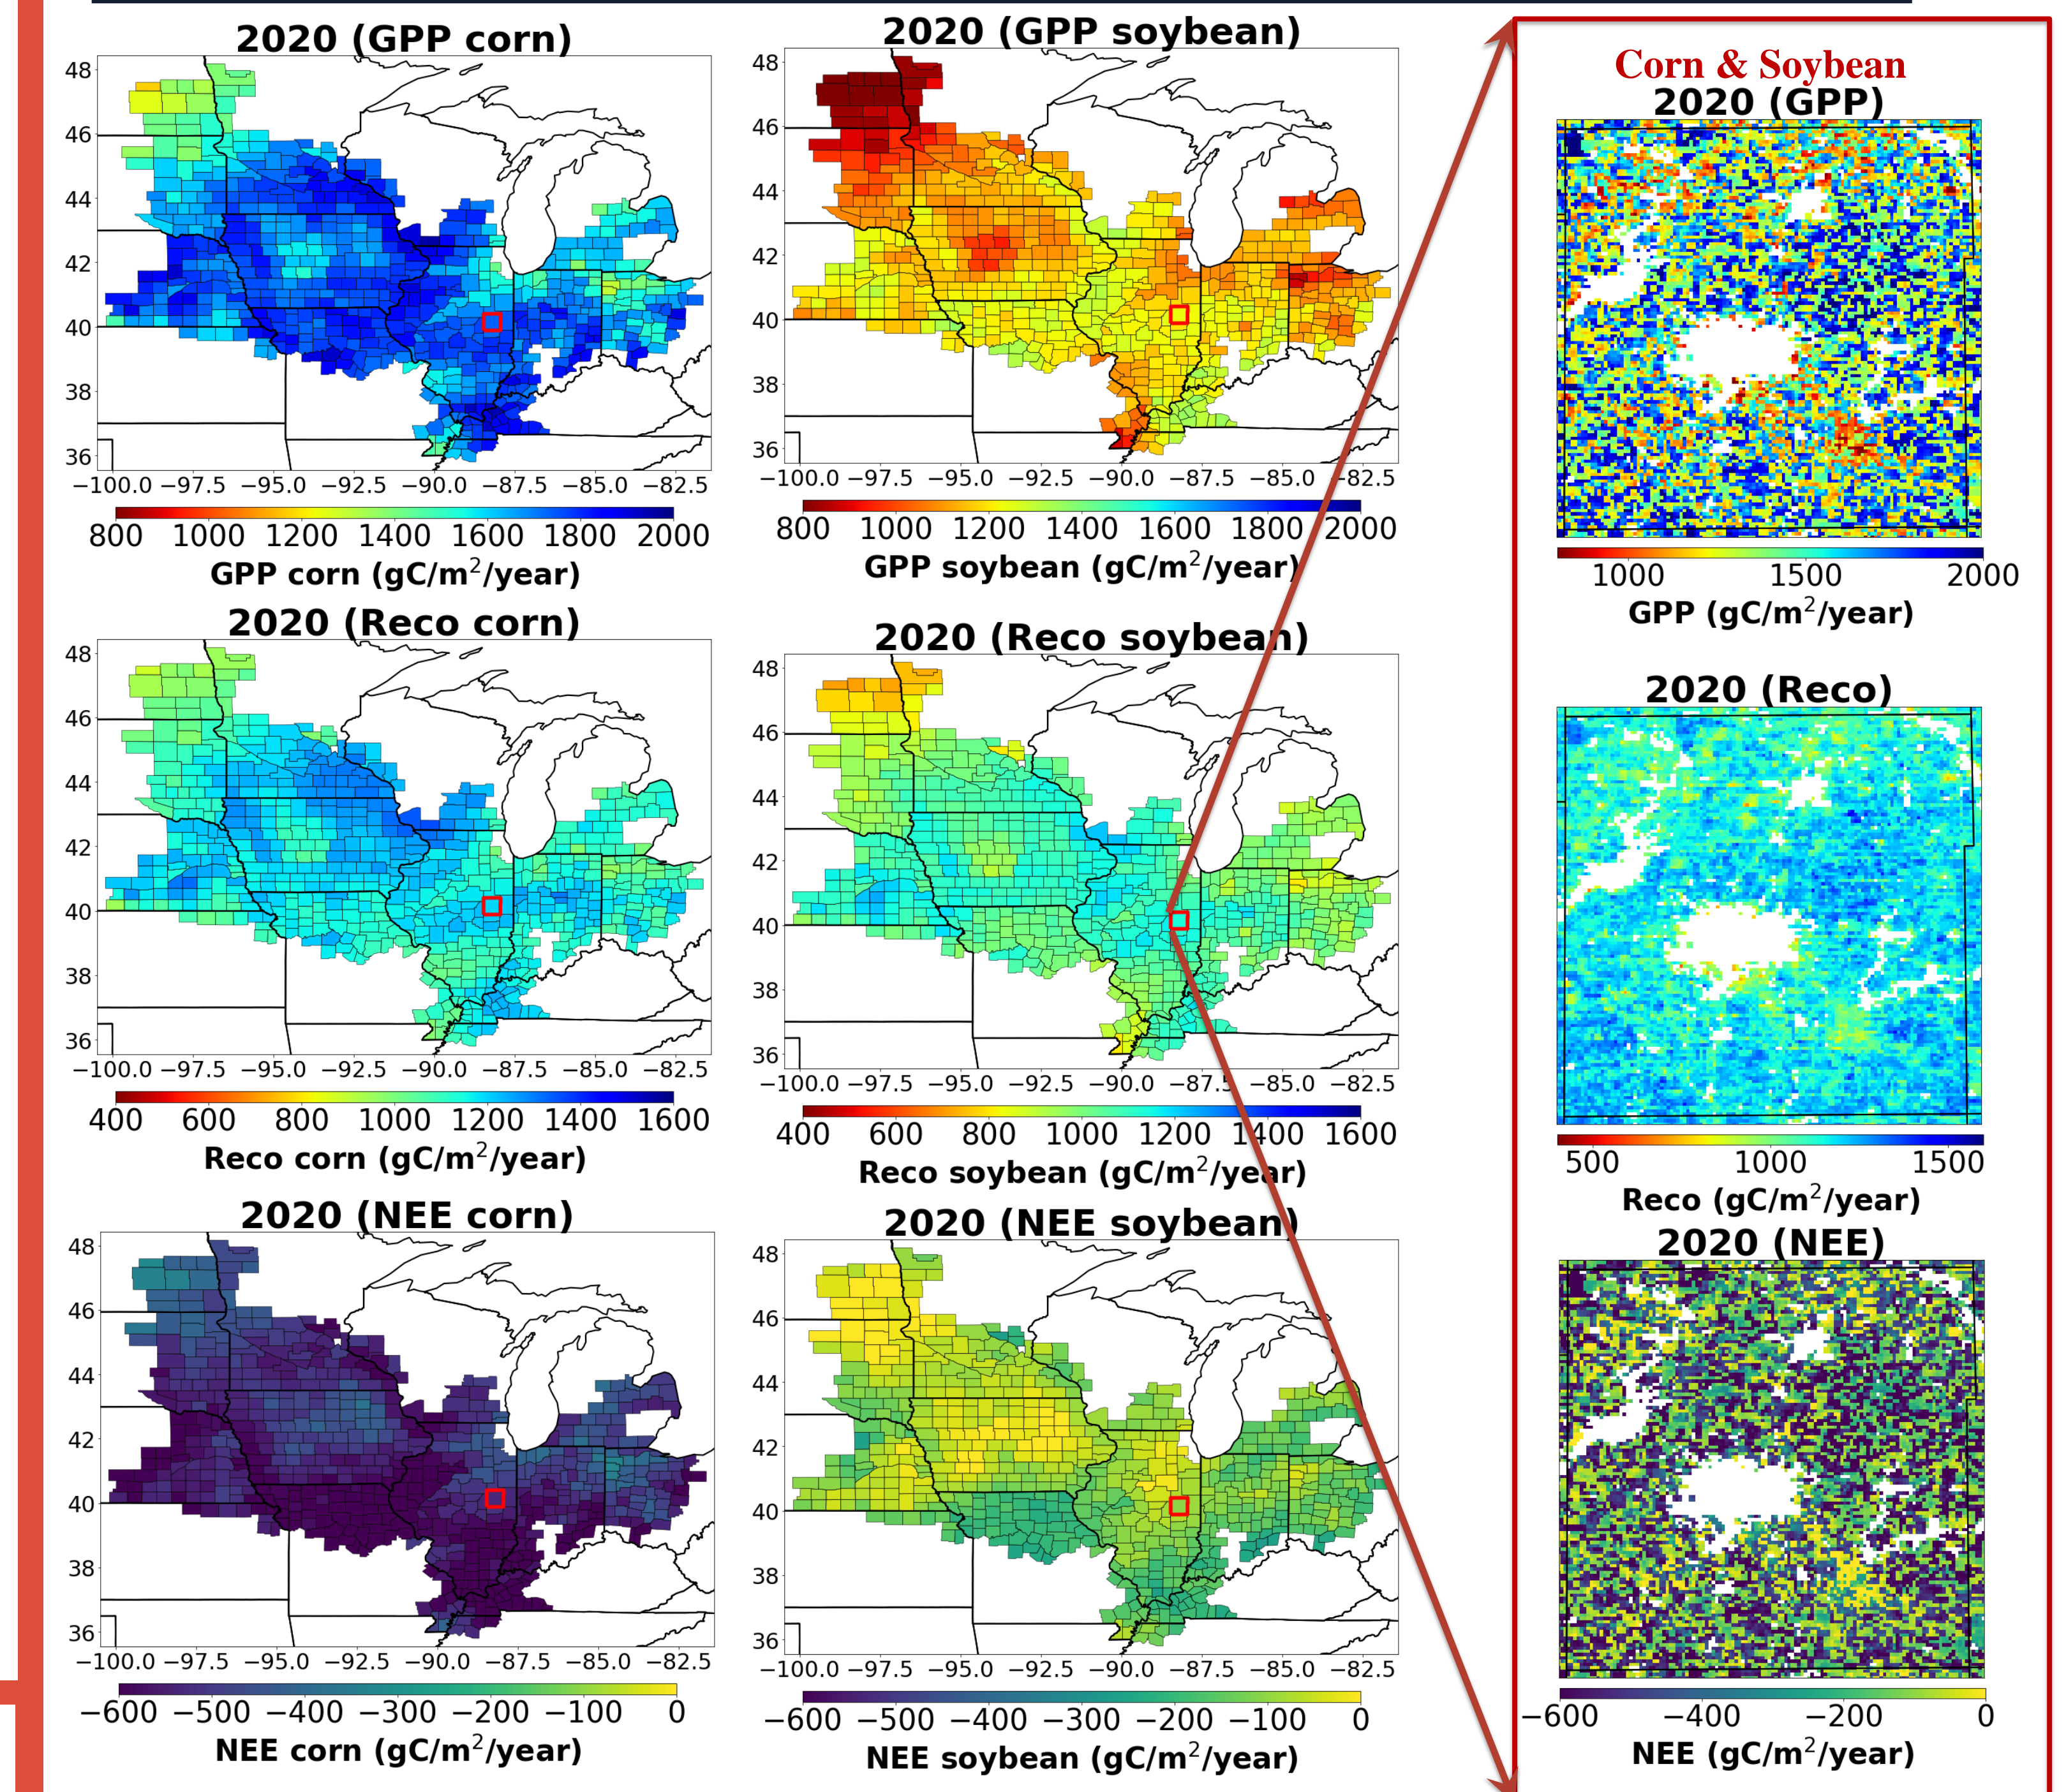 2020 (GPP corn)
48
46
44
42
40
38
36
−100.0 −97.5 −95.0 −92.5 −90.0 −87.5 −85.0 −82.5
800 1000 1200 1400 1600 1800 2000
GPP corn (gC/m²/year)
2020 (GPP soybean)
48
46
44
42
40
38
36
−100.0 −97.5 −95.0 −92.5 −90.0 −87.5 −85.0 −82.5
800 1000 1200 1400 1600 1800 2000
GPP soybean (gC/m²/year)
2020 (Reco corn)
48
46
44
42
40
38
36
−100.0 −97.5 −95.0 −92.5 −90.0 −87.5 −85.0 −82.5
400 600 800 1000 1200 1400 1600
Reco corn (gC/m²/year)
2020 (Reco soybean)
48
46
44
42
40
38
36
−100.0 −97.5 −95.0 −92.5 −90.0 −87.5 −85.0 −82.5
400 600 800 1000 1200 1400 1600
Reco soybean (gC/m²/year)
2020 (NEE corn)
48
46
44
42
40
38
36
−100.0 −97.5 −95.0 −92.5 −90.0 −87.5 −85.0 −82.5
−600 −500 −400 −300 −200 −100 0
NEE corn (gC/m²/year)
2020 (NEE soybean)
48
46
44
42
40
38
36
−100.0 −97.5 −95.0 −92.5 −90.0 −87.5 −85.0 −82.5
−600 −500 −400 −300 −200 −100 0
NEE soybean (gC/m²/year)
Corn & Soybean
2020 (GPP)
1000 1500 2000
GPP (gC/m²/year)
2020 (Reco)
500 1000 1500
Reco (gC/m²/year)
2020 (NEE)
−600 −400 −200 0
NEE (gC/m²/year)